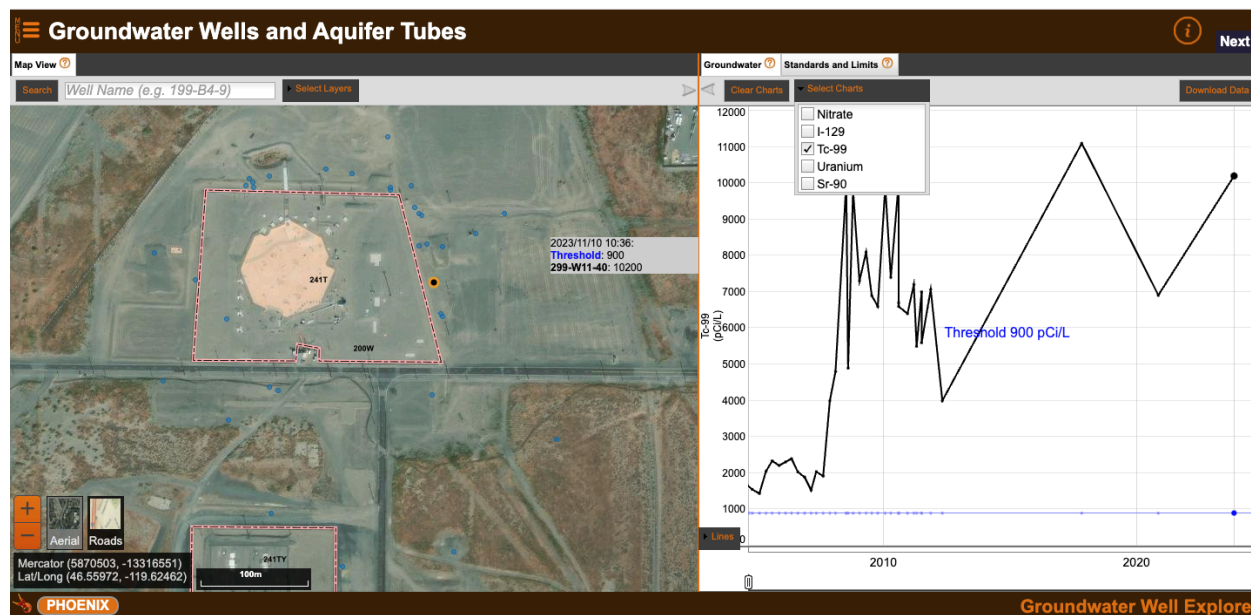 MENU
Groundwater Wells and Aquifer Tubes
i
Next
Map View ?
Search
Well Name (e.g. 199-B4-9)
Select Layers
241T
200W
241TY
2023/11/10 10:36:
Threshold: 900
299-W11-40: 10200
+
−
Aerial
Roads
Mercator (5870503, -13316551)
Lat/Long (46.55972, -119.62462)
100m
Groundwater ?
Standards and Limits ?
Clear Charts
Select Charts
Download Data
Nitrate
I-129
Tc-99
Uranium
Sr-90
12000
11000
10000
9000
8000
7000
6000
5000
4000
3000
2000
1000
0
Tc-99
(pCi/L)
Threshold 900 pCi/L
Lines
2010
2020
PHOENIX
Groundwater Well Explore